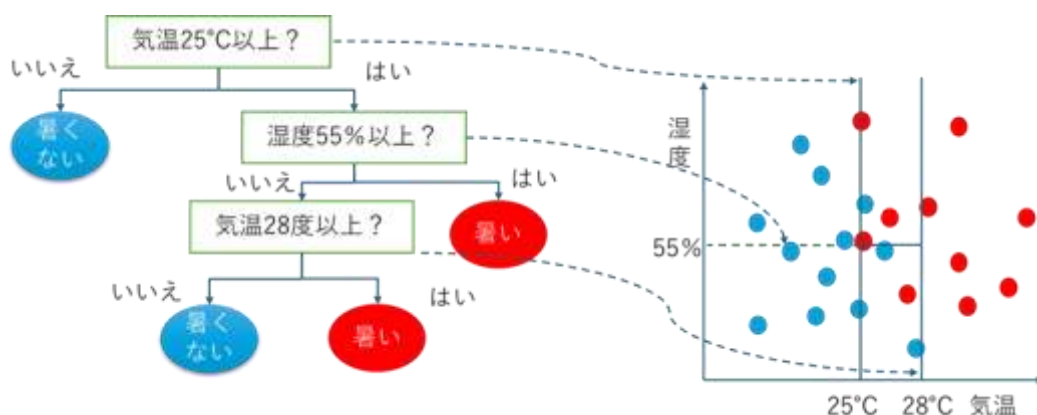 気温25°C以上？
いいえ
はい
暑く
ない
湿度55%以上？
いいえ
はい
気温28度以上？
暑い
いいえ
はい
暑く
ない
暑い
湿
度
55%
25°C
28°C
気温